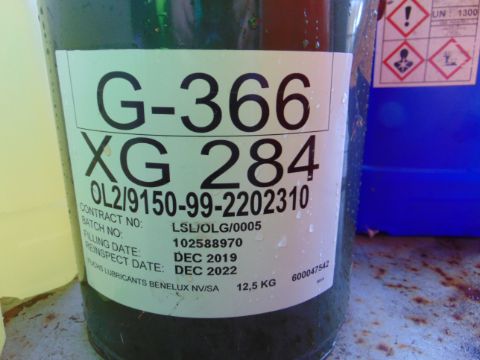 G-366
XG 284
OL2/9150-99-2202310
CONTRACT NO: LSL/OLG/0005
BATCH NO: 102588970
FILLING DATE: DEC 2019
REINSPECT DATE: DEC 2022
FUCHS LUBRICANTS BENELUX NV/SA 12,5 KG 600047542
UN : 1300